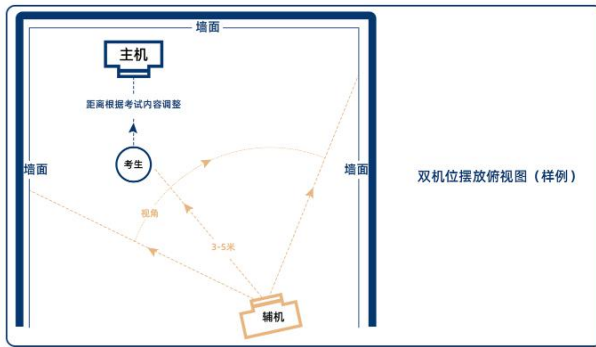 墙面
主机
距离根据考试内容调整
考生
墙面
墙面
双机位摆放俯视图（样例）
视角
3-5米
辅机